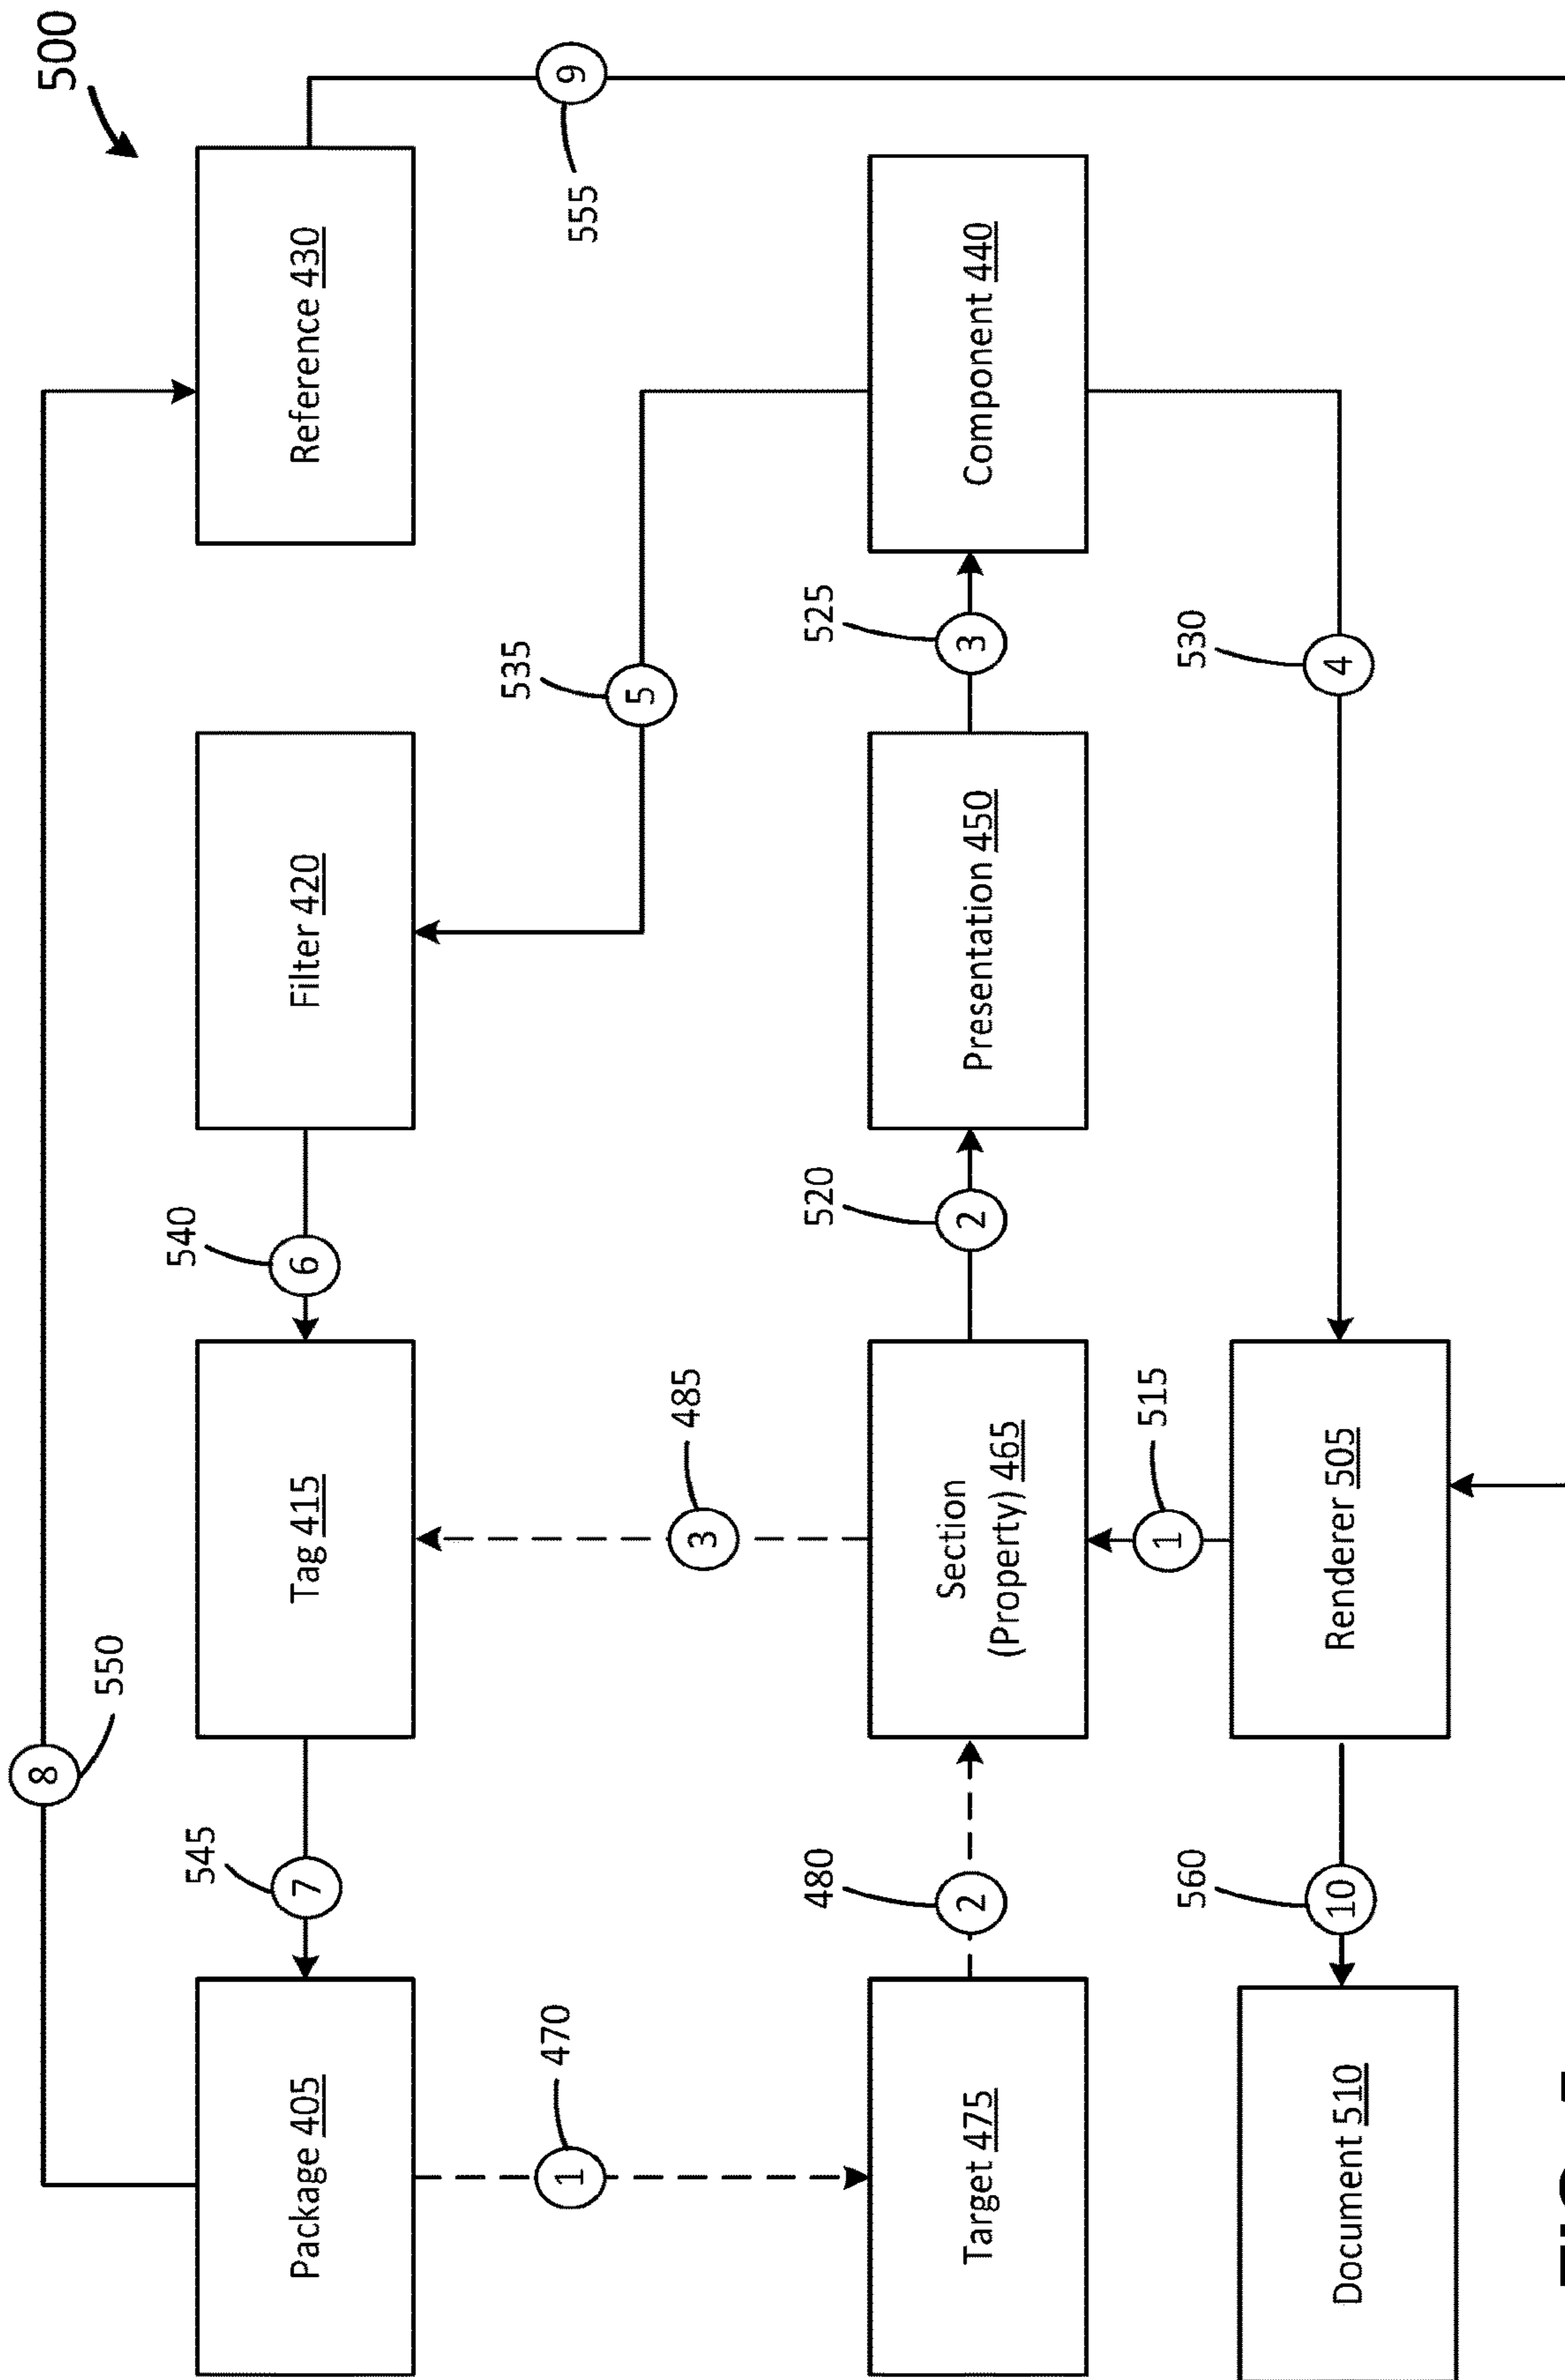 500
8
550
545
540
Package 405
7
Tag 415
6
Filter 420
Reference 430
470
1
535
9
555
5
485
3
480
520
525
Target 475
2
Section
(Property) 465
2
Presentation 450
3
Component 440
515
1
560
530
Document 510
10
Renderer 505
4